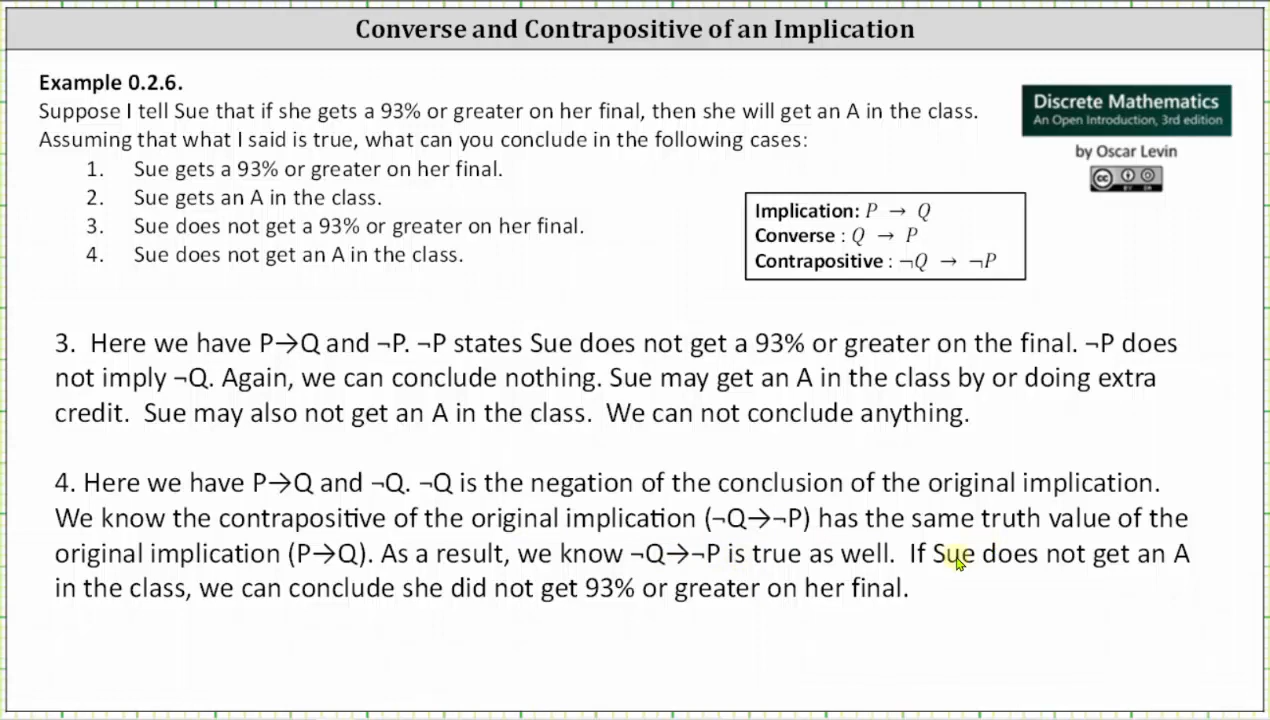 Converse and Contrapositive of an Implication
Example 0.2.6.
Suppose I tell Sue that if she gets a 93% or greater on her final, then she will get an A in the class.
Assuming that what I said is true, what can you conclude in the following cases:
1. Sue gets a 93% or greater on her final.
2. Sue gets an A in the class.
3. Sue does not get a 93% or greater on her final.
4. Sue does not get an A in the class.
Discrete Mathematics
An Open Introduction, 3rd edition
by Oscar Levin
cc
BY SA
Implication: P → Q
Converse : Q → P
Contrapositive : ¬Q → ¬P
3. Here we have P→Q and ¬P. ¬P states Sue does not get a 93% or greater on the final. ¬P does
not imply ¬Q. Again, we can conclude nothing. Sue may get an A in the class by or doing extra
credit. Sue may also not get an A in the class. We can not conclude anything.
4. Here we have P→Q and ¬Q. ¬Q is the negation of the conclusion of the original implication.
We know the contrapositive of the original implication (¬Q→¬P) has the same truth value of the
original implication (P→Q). As a result, we know ¬Q→¬P is true as well. If Sue does not get an A
in the class, we can conclude she did not get 93% or greater on her final.